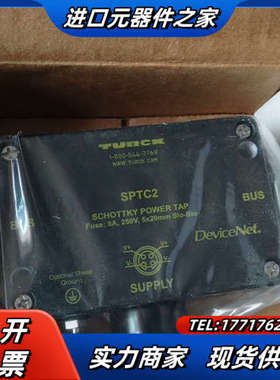 进口元器件之家
TURCK
1-800-544-7769
www.turck.com
SPTC2
BUS
BUS
SCHOTTKY POWER TAP
Fuse: 8A, 250V, 5x20mm Slo-Blo
DeviceNet
V+
V+
V-
V-
Optional Shield
Ground
SUPPLY
开
票
TEL:17717762
实力商家 现货供